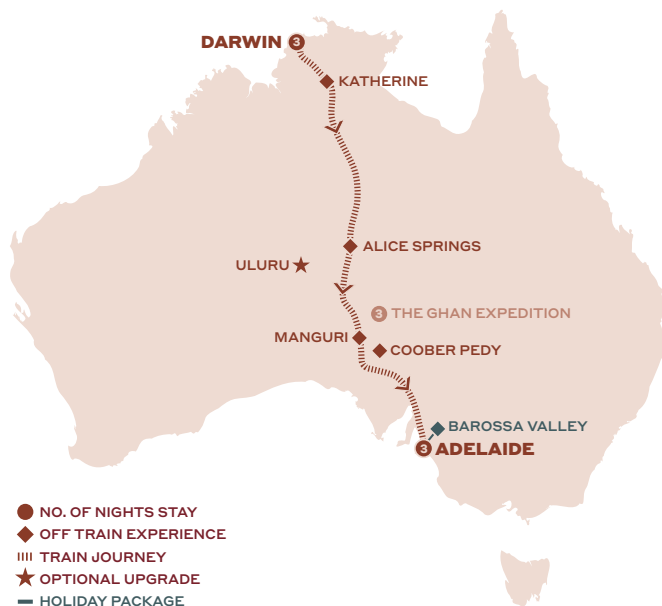 DARWIN 3
KATHERINE
ALICE SPRINGS
ULURU
3 THE GHAN EXPEDITION
MANGURI
COOBER PEDY
BAROSSA VALLEY
3 ADELAIDE
NO. OF NIGHTS STAY
OFF TRAIN EXPERIENCE
TRAIN JOURNEY
OPTIONAL UPGRADE
HOLIDAY PACKAGE